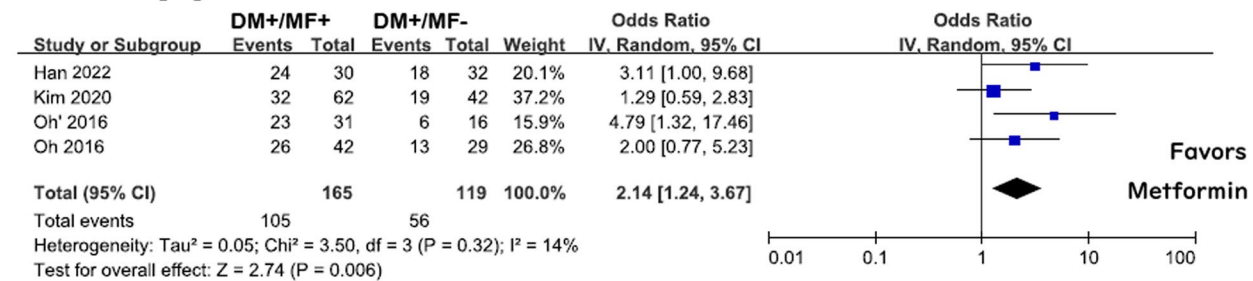 DM+/MF+ DM+/MF- Odds Ratio Odds Ratio
Study or Subgroup Events Total Events Total Weight IV, Random, 95% CI IV, Random, 95% CI
Han 2022 24 30 18 32 20.1% 3.11 [1.00, 9.68]
Kim 2020 32 62 19 42 37.2% 1.29 [0.59, 2.83]
Oh' 2016 23 31 6 16 15.9% 4.79 [1.32, 17.46]
Oh 2016 26 42 13 29 26.8% 2.00 [0.77, 5.23]
Favors
Total (95% CI) 165 119 100.0% 2.14 [1.24, 3.67] Metformin
Total events 105 56
Heterogeneity: Tau² = 0.05; Chi² = 3.50, df = 3 (P = 0.32); I² = 14%
0.01 0.1 1 10 100
Test for overall effect: Z = 2.74 (P = 0.006)